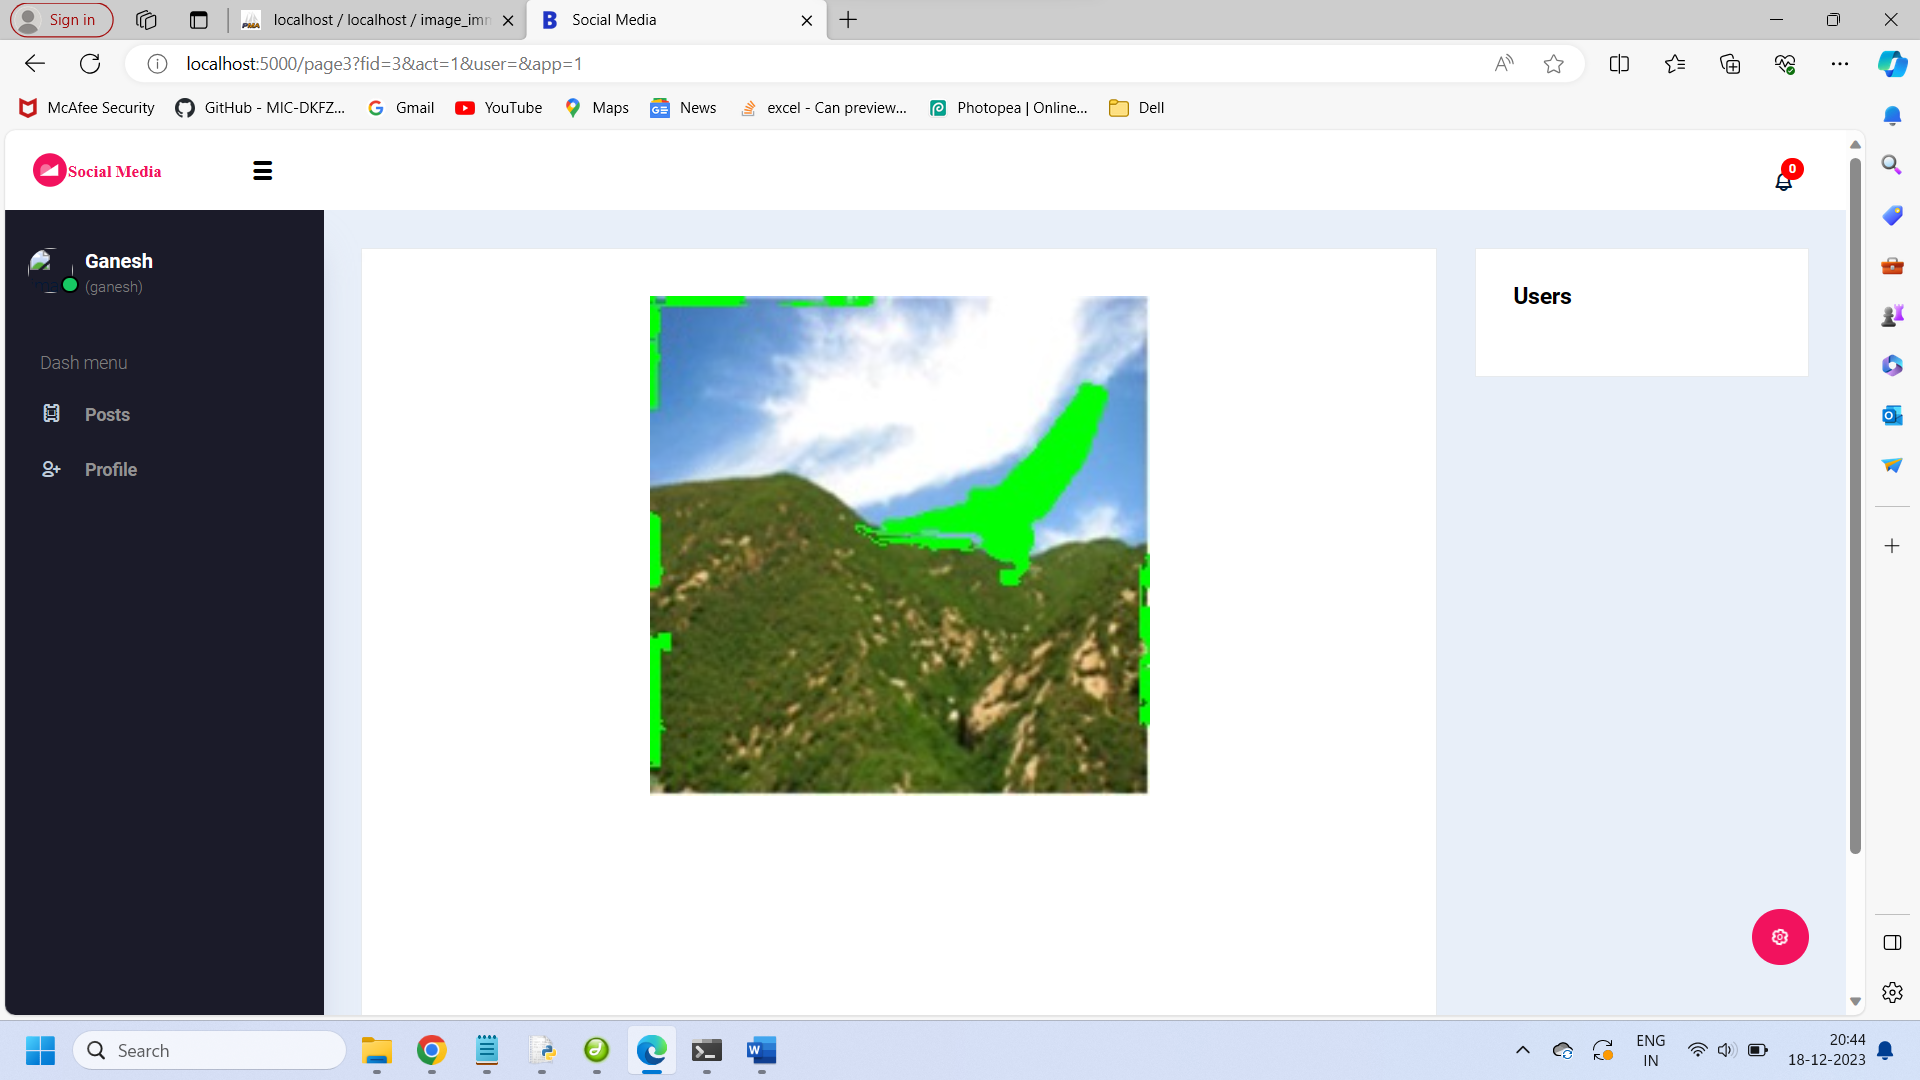 Sign in
localhost / localhost / image_imm
Social Media
localhost:5000/page3?fid=3&act=1&user=&app=1
McAfee Security
GitHub - MIC-DKFZ...
Gmail
YouTube
Maps
News
excel - Can preview...
Photopea | Online...
Dell
Social Media
0
Ganesh
(ganesh)
Dash menu
Posts
Profile
Users
Search
ENG
IN
20:44
18-12-2023